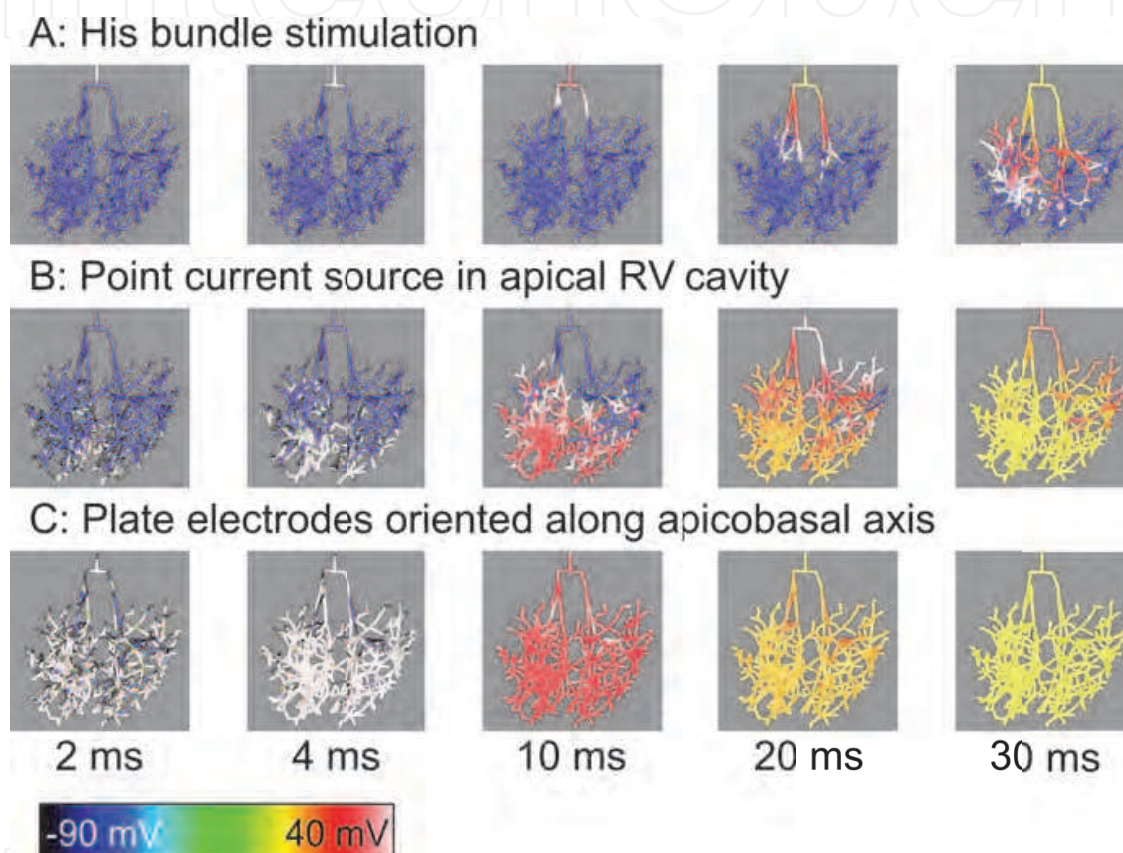 A: His bundle stimulation
B: Point current source in apical RV cavity
C: Plate electrodes oriented along apicobasal axis
2 ms 4 ms 10 ms 20 ms 30 ms
-90 mV 40 mV